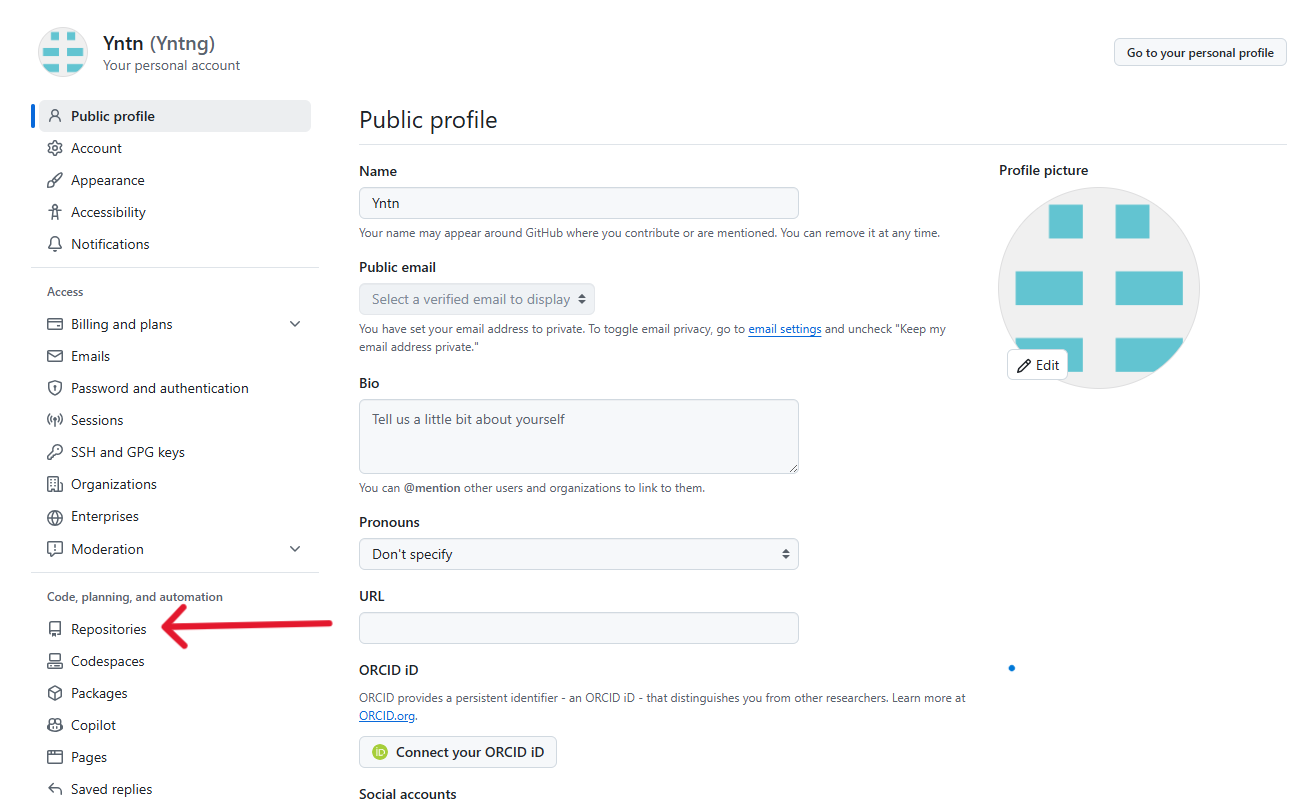 Yntn (Yntng)
Your personal account
Go to your personal profile
Public profile
Account
Appearance
Accessibility
Notifications
Access
Billing and plans
Emails
Password and authentication
Sessions
SSH and GPG keys
Organizations
Enterprises
Moderation
Code, planning, and automation
Repositories
Codespaces
Packages
Copilot
Pages
Saved replies
Public profile
Name
Yntn
Your name may appear around GitHub where you contribute or are mentioned. You can remove it at any time.
Public email
Select a verified email to display
You have set your email address to private. To toggle email privacy, go to email settings and uncheck "Keep my
email address private."
Bio
Tell us a little bit about yourself
You can @mention other users and organizations to link to them.
Pronouns
Don't specify
URL
ORCID iD
ORCID provides a persistent identifier - an ORCID iD - that distinguishes you from other researchers. Learn more at
ORCID.org.
iD Connect your ORCID iD
Social accounts
Profile picture
Edit